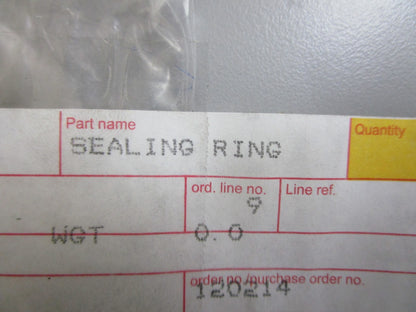 Part name
Quantity
SEALING RING
ord. line no.
Line ref.
9
WGT 0.0
order no./purchase order no.
120214